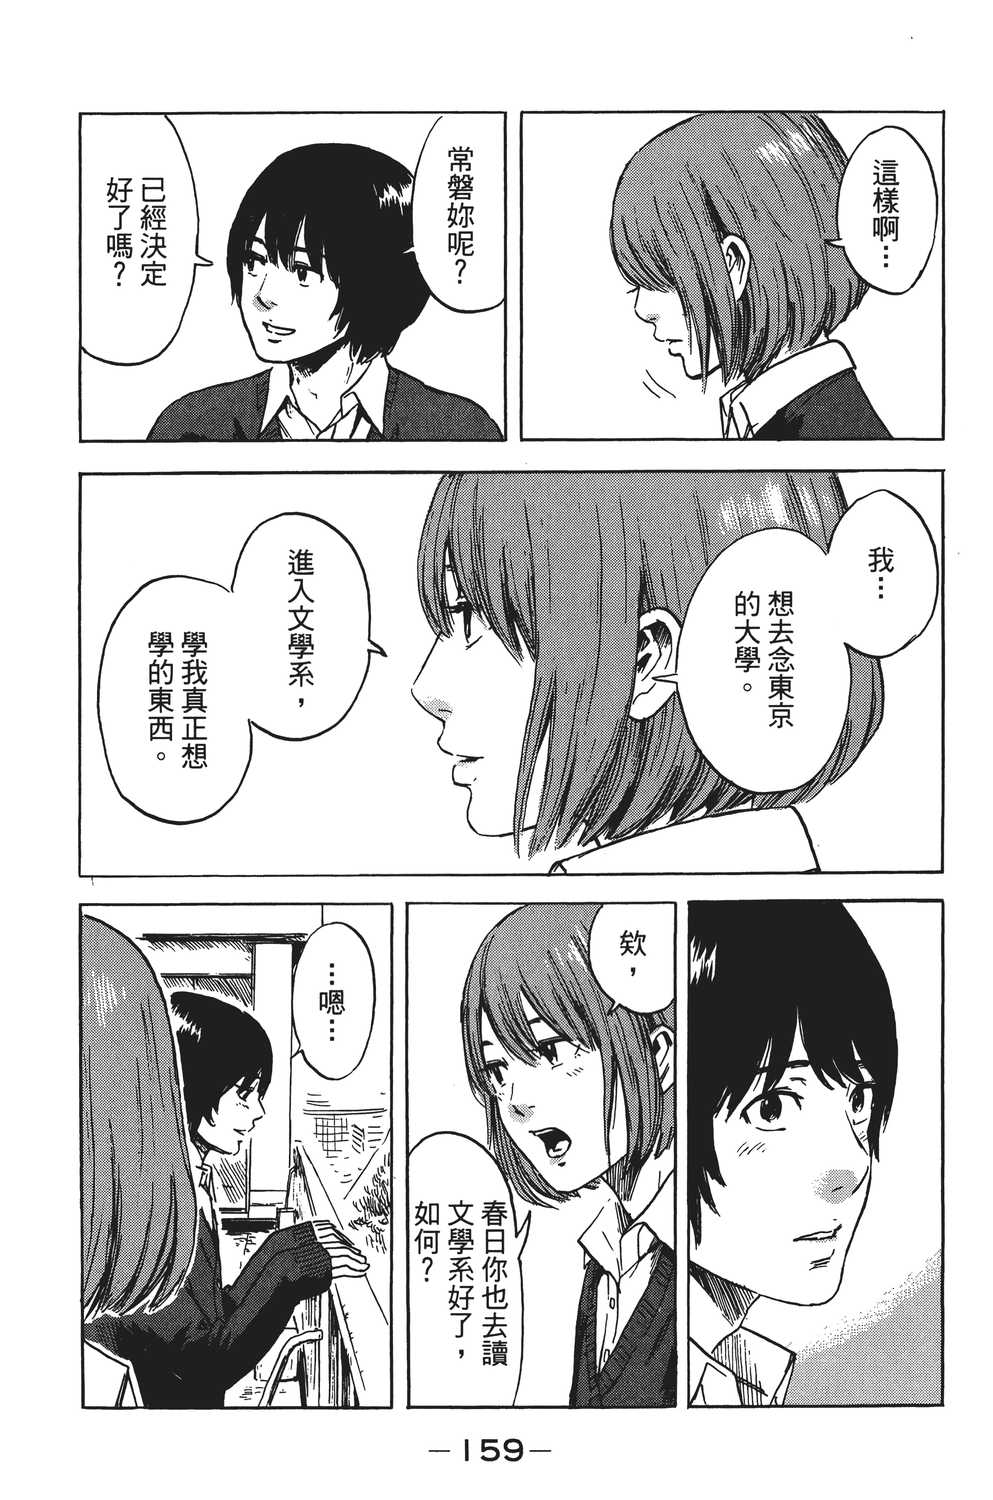 這樣啊…
常磐妳呢？
已經決定
好了嗎？
我…
想去念東京
的大學。
進入文學系，
學我真正想
學的東西。
欸，
春日你也去讀
文學系好了，
如何？
…嗯…
—159—